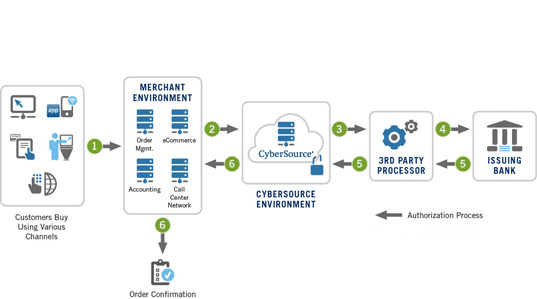 MERCHANT
ENVIRONMENT
app
1
Order
Mgmt.
eCommerce
Accounting
Call
Center
Network
2
6
CyberSource®
CYBERSOURCE
ENVIRONMENT
3
5
3RD PARTY
PROCESSOR
4
5
ISSUING
BANK
Customers Buy
Using Various
Channels
6
Order Confirmation
Authorization Process